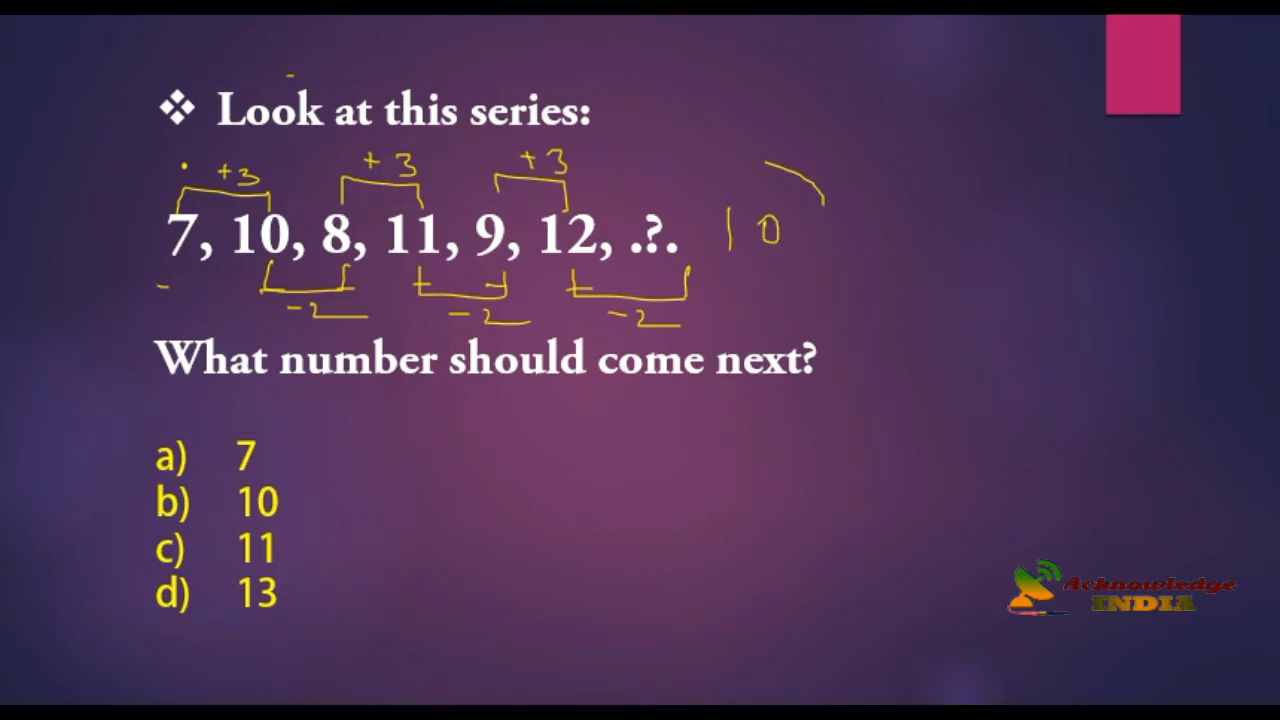 ❖ Look at this series:
+3 +3 +3
7, 10, 8, 11, 9, 12, .?. 10
-2 -2 -2
What number should come next?
a) 7
b) 10
c) 11
d) 13
Acknowledge
INDIA